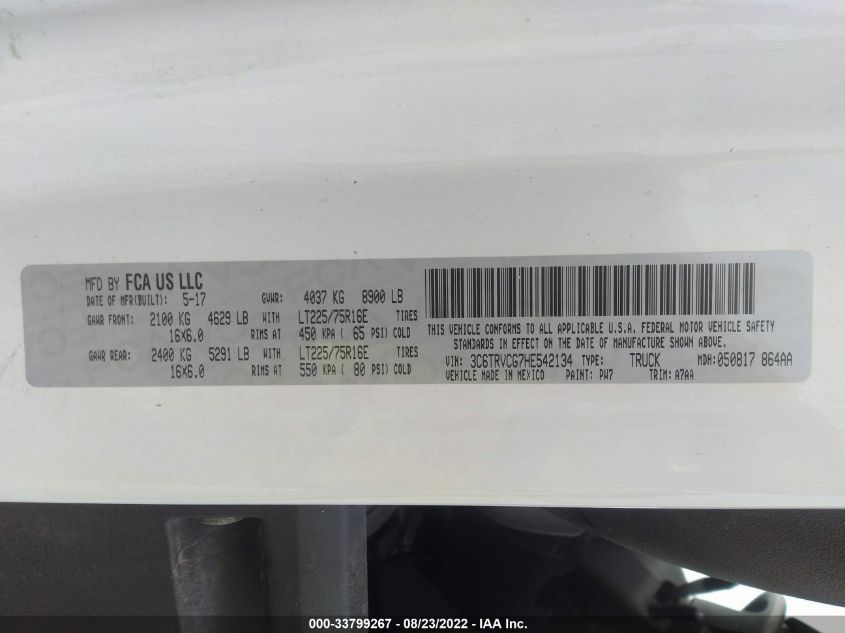 MFD BY FCA US LLC
DATE OF MFR(BUILT): 5-17 GVWR: 4037 KG 8900 LB
GAWR FRONT: 2100 KG 4629 LB WITH LT225/75R16E TIRES
16X6.0 RIMS AT 450 KPA ( 65 PSI) COLD
GAWR REAR: 2400 KG 5291 LB WITH LT225/75R16E TIRES
16X6.0 RIMS AT 550 KPA ( 80 PSI) COLD
THIS VEHICLE CONFORMS TO ALL APPLICABLE U.S.A. FEDERAL MOTOR VEHICLE SAFETY
STANDARDS IN EFFECT ON THE DATE OF MANUFACTURE SHOWN ABOVE.
VIN: 3C6TRVCG7HE542134 TYPE: TRUCK MDH: 050817 864AA
VEHICLE MADE IN MEXICO PAINT: PW7 TRIM: A7AA
000-33799267 - 08/23/2022 - IAA Inc.